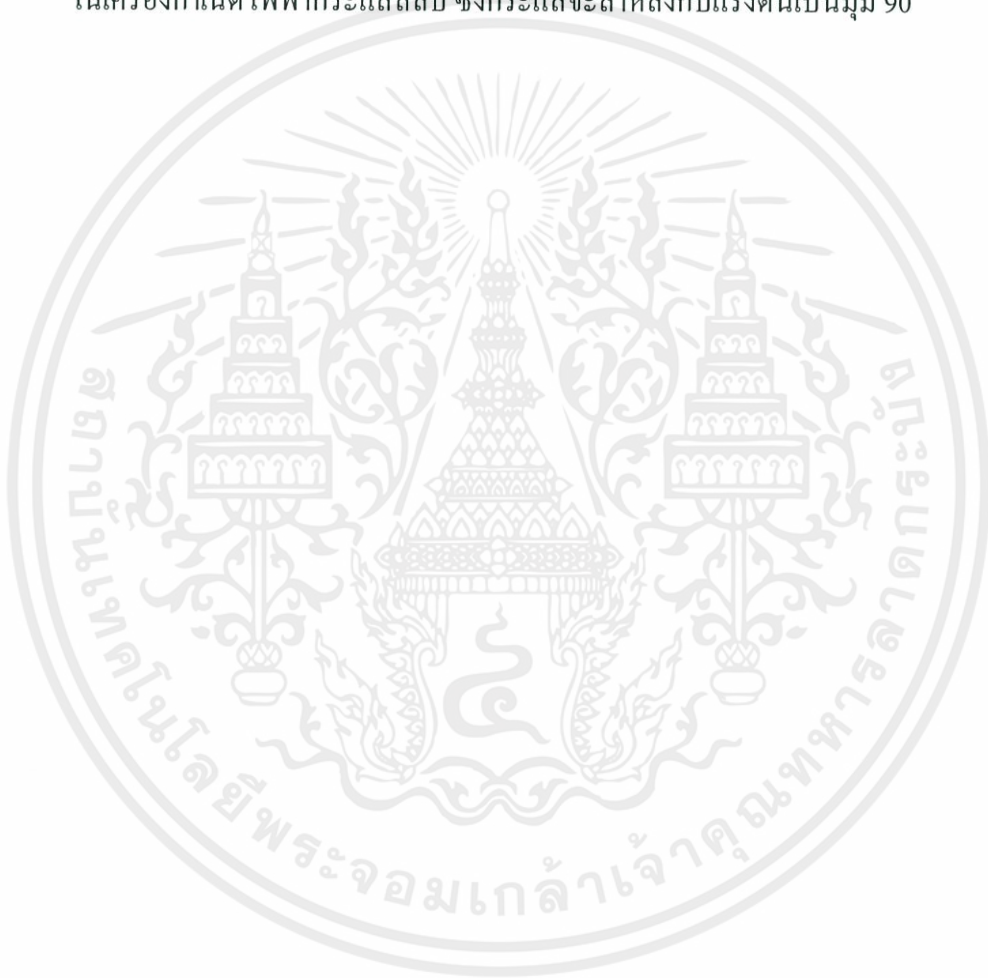 ในเครื่องกำเนิดไฟฟ้ากระแสสลับ ซึ่งกระแสจะล้าหลังกับแรงดันเป็นมุม 90
สถาบันเทคโนโลยีพระจอมเกล้าเจ้าคุณทหารลาดกระบัง